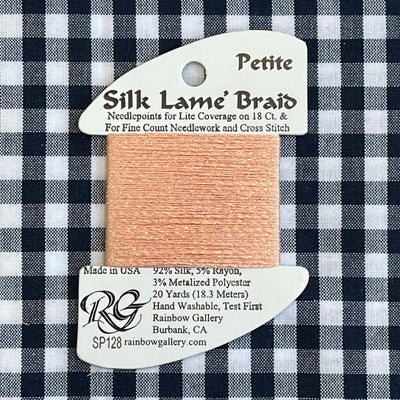 Petite
Silk Lame' Braid
Needlepoints for Lite Coverage on 18 Ct. &
For Fine Count Needlework and Cross Stitch
Made in USA 92% Silk, 5% Rayon,
3% Metalized Polyester
20 Yards (18.3 Meters)
Hand Washable, Test First
Rainbow Gallery
Burbank, CA
RG
SP128 rainbowgallery.com